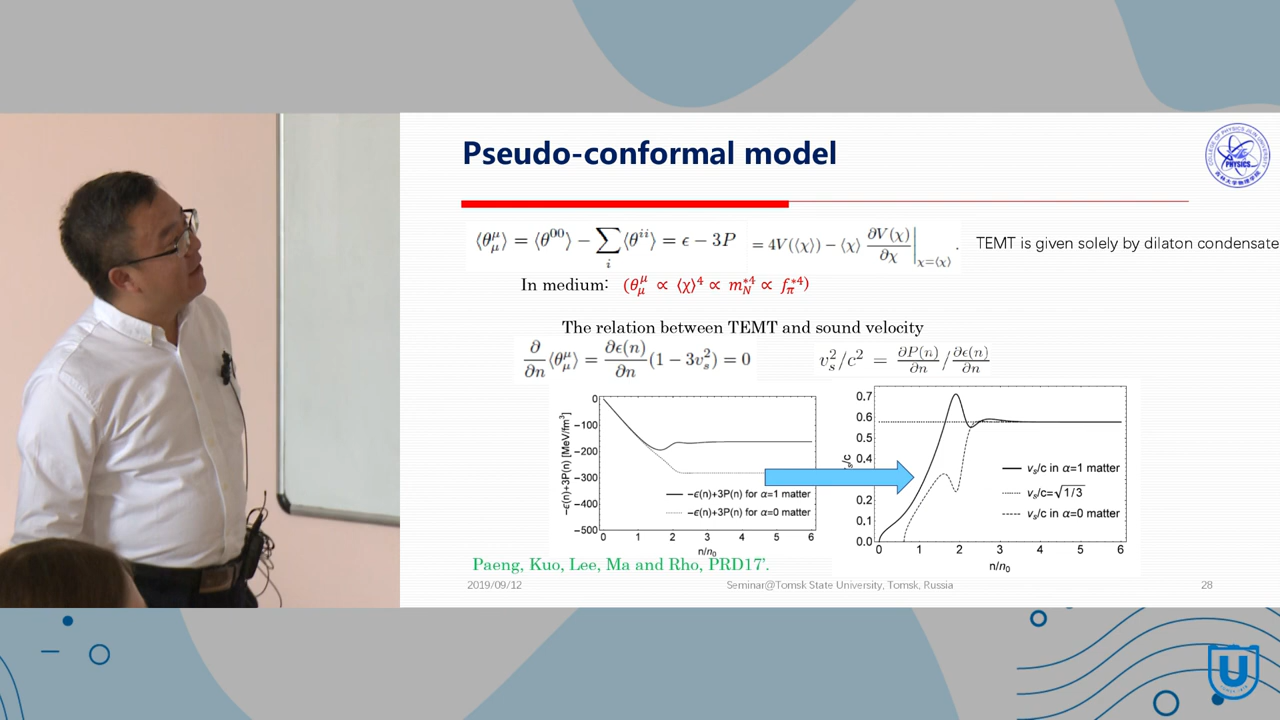 Pseudo-conformal model
⟨θ^μ_μ⟩ = ⟨θ^00⟩ − ∑_i ⟨θ^ii⟩ = ϵ − 3P = 4V(⟨χ⟩) − ⟨χ⟩ ∂V(χ)/∂χ |_χ=⟨χ⟩ . TEMT is given solely by dilaton condensate
In medium: (θ^μ_μ ∝ ⟨χ⟩^4 ∝ m_N^*4 ∝ f_π^*4)
The relation between TEMT and sound velocity
∂/∂n ⟨θ^μ_μ⟩ = ∂ϵ(n)/∂n (1 − 3v_s^2) = 0
v_s^2/c^2 = ∂P(n)/∂n / ∂ϵ(n)/∂n
−ϵ(n)+3P(n) [MeV/fm^3]
0
−100
−200
−300
−400
−500
— −ϵ(n)+3P(n) for α=1 matter
······ −ϵ(n)+3P(n) for α=0 matter
0 1 2 3 4 5 6
n/n_0
0.7
0.6
0.5
0.4
0.2
0.1
0.0
— v_s/c in α=1 matter
······ v_s/c=√1/3
---- v_s/c in α=0 matter
0 1 2 3 4 5 6
n/n_0
Paeng, Kuo, Lee, Ma and Rho, PRD17'.
2019/09/12
Seminar@Tomsk State University, Tomsk, Russia
28
PHYSICS